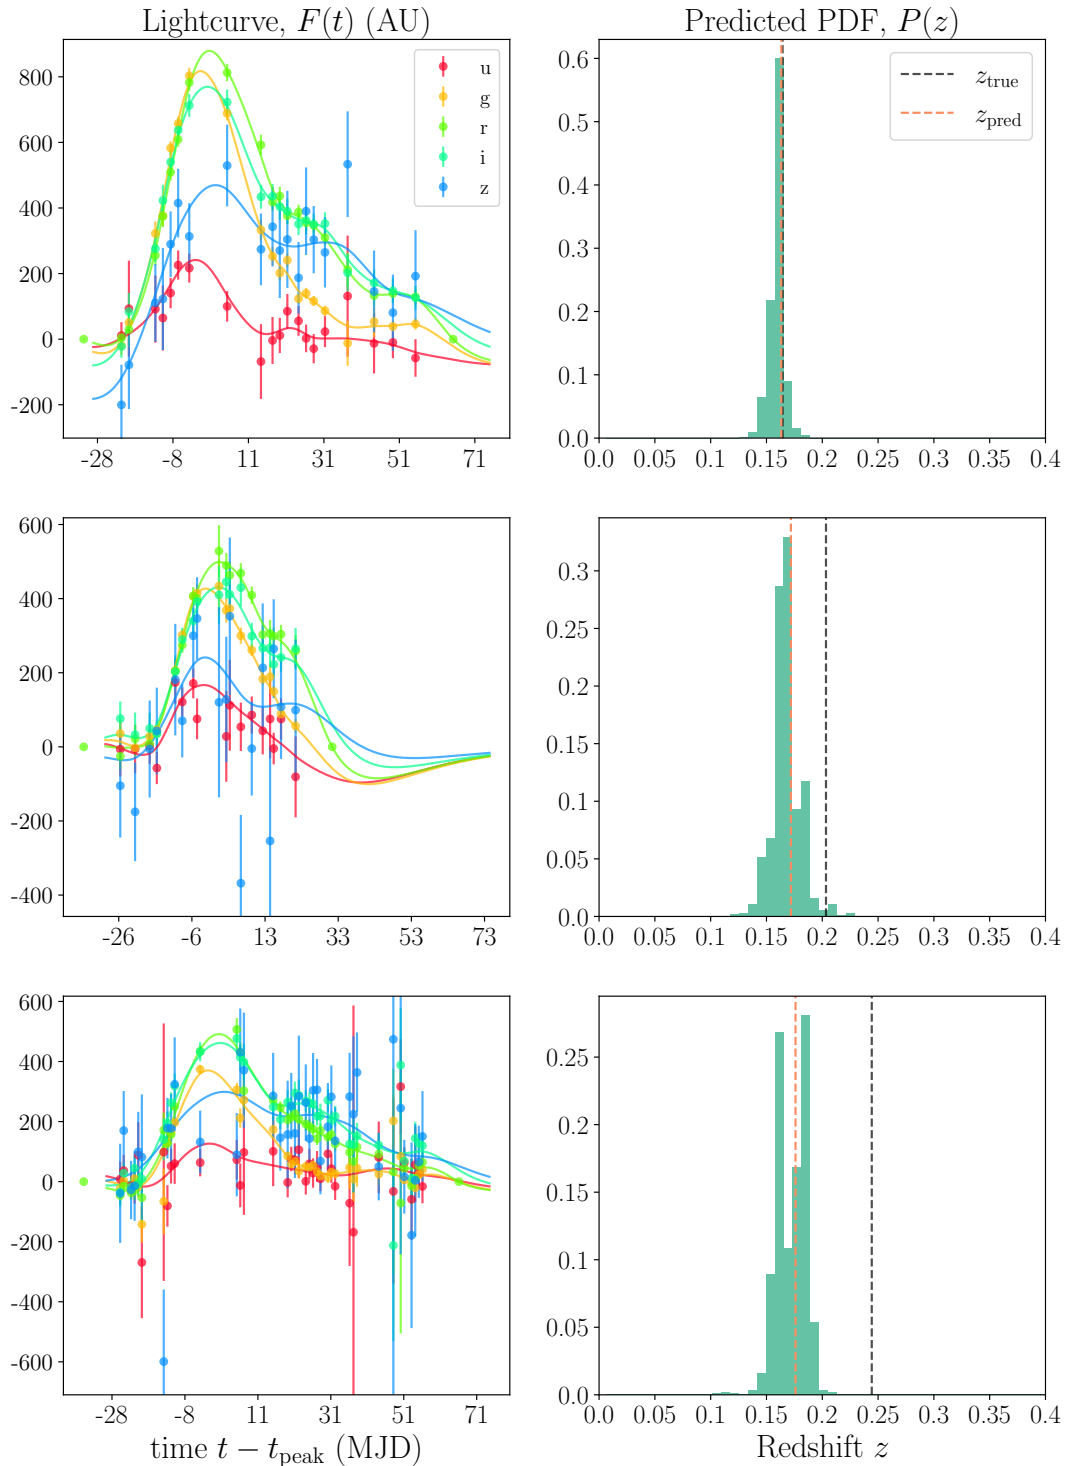 Lightcurve, F(t) (AU)
Predicted PDF, P(z)
800
600
400
200
0
-200
-28 -8 11 31 51 71
u
g
r
i
z
0.6
0.5
0.4
0.3
0.2
0.1
0.0
0.0 0.05 0.1 0.15 0.2 0.25 0.3 0.35 0.4
z_true
z_pred
600
400
200
0
-200
-400
-26 -6 13 33 53 73
0.3
0.25
0.2
0.15
0.1
0.05
0.0
0.0 0.05 0.1 0.15 0.2 0.25 0.3 0.35 0.4
600
400
200
0
-200
-400
-600
-28 -8 11 31 51 71
time t − t_peak (MJD)
0.25
0.2
0.15
0.1
0.05
0.0
0.0 0.05 0.1 0.15 0.2 0.25 0.3 0.35 0.4
Redshift z